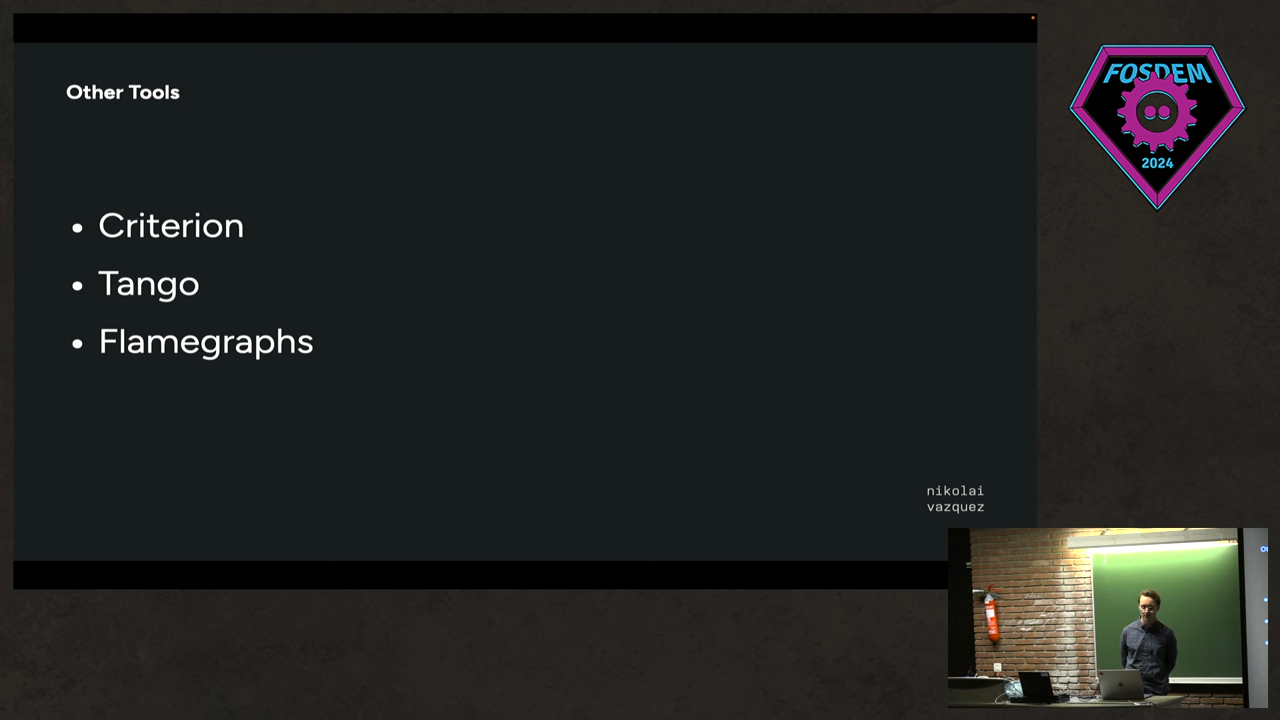 Other Tools
• Criterion
• Tango
• Flamegraphs
nikolai
vazquez
FOSDEM
2024